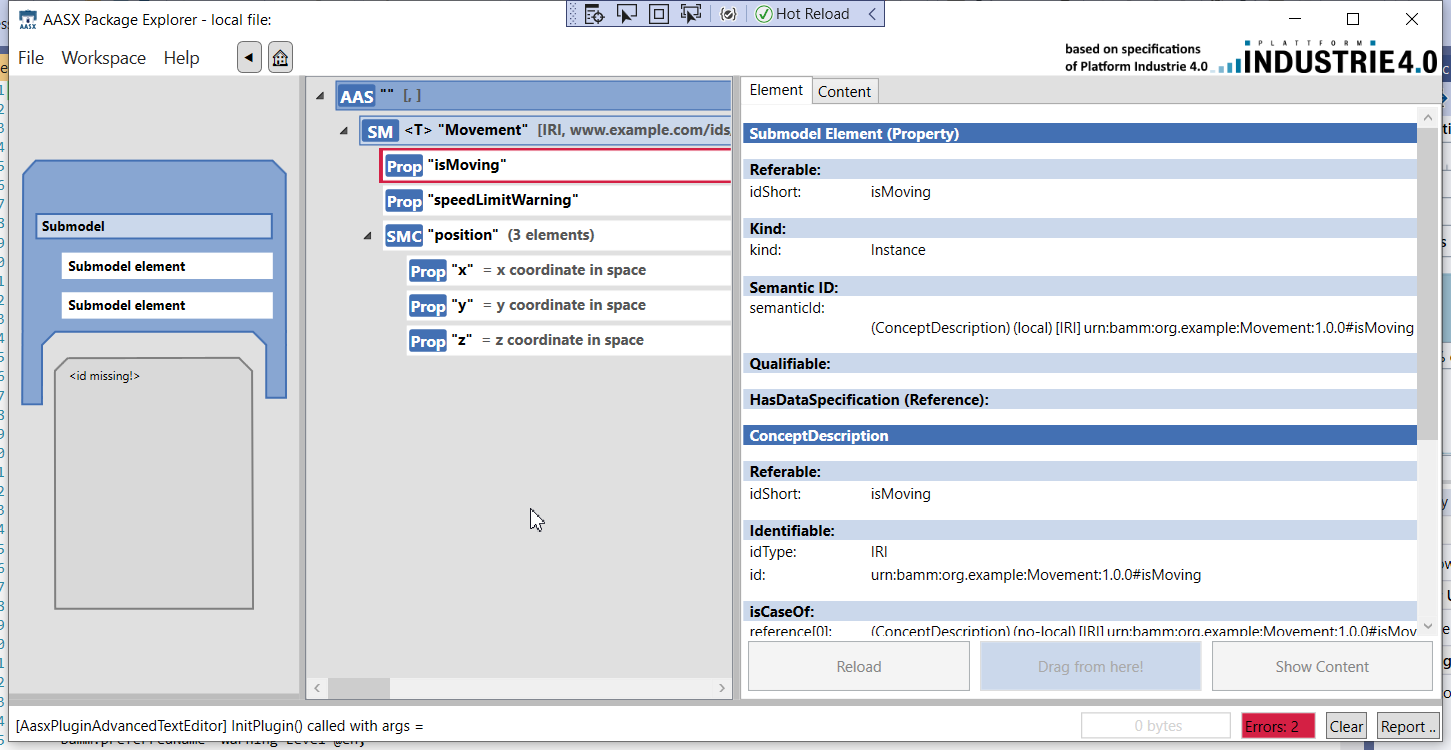 AASX Package Explorer - local file:
Hot Reload
File Workspace Help
based on specifications
of Platform Industrie 4.0
PLATTFORM
INDUSTRIE4.0
Submodel
Submodel element
Submodel element
<id missing!>
AAS "" [, ]
SM <T> "Movement" [IRI, www.example.com/ids/
Prop "isMoving"
Prop "speedLimitWarning"
SMC "position" (3 elements)
Prop "x" = x coordinate in space
Prop "y" = y coordinate in space
Prop "z" = z coordinate in space
Element Content
Submodel Element (Property)
Referable:
idShort: isMoving
Kind:
kind: Instance
Semantic ID:
semanticId:
(ConceptDescription) (local) [IRI] urn:bamm:org.example:Movement:1.0.0#isMoving
Qualifiable:
HasDataSpecification (Reference):
ConceptDescription
Referable:
idShort: isMoving
Identifiable:
idType: IRI
id: urn:bamm:org.example:Movement:1.0.0#isMoving
isCaseOf:
reference[0]: (ConceptDescription) (no-local) [IRI] urn:bamm:org.example:Movement:1.0.0#isMov
Reload Drag from here! Show Content
[AasxPluginAdvancedTextEditor] InitPlugin() called with args =
0 bytes Errors: 2 Clear Report ..